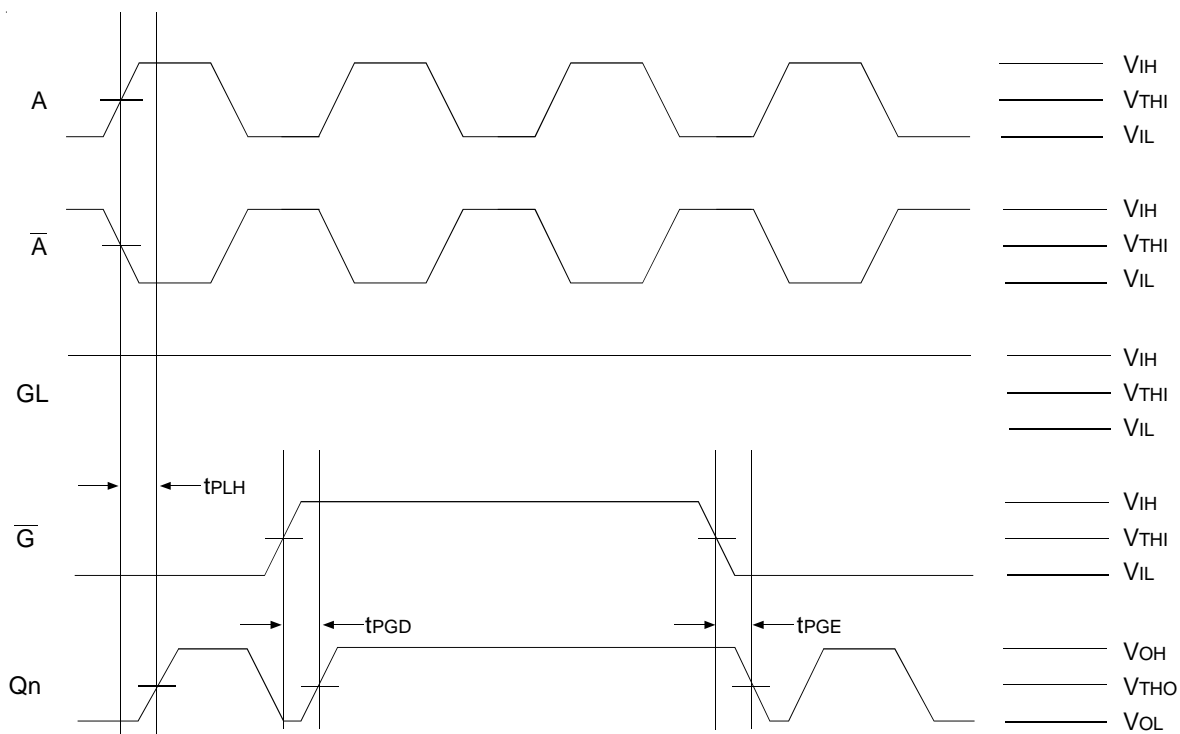 A
VIH
VTHI
VIL
A
VIH
VTHI
VIL
GL
VIH
VTHI
VIL
tPLH
G
VIH
VTHI
VIL
tPGD
tPGE
Qn
VOH
VTHO
VOL